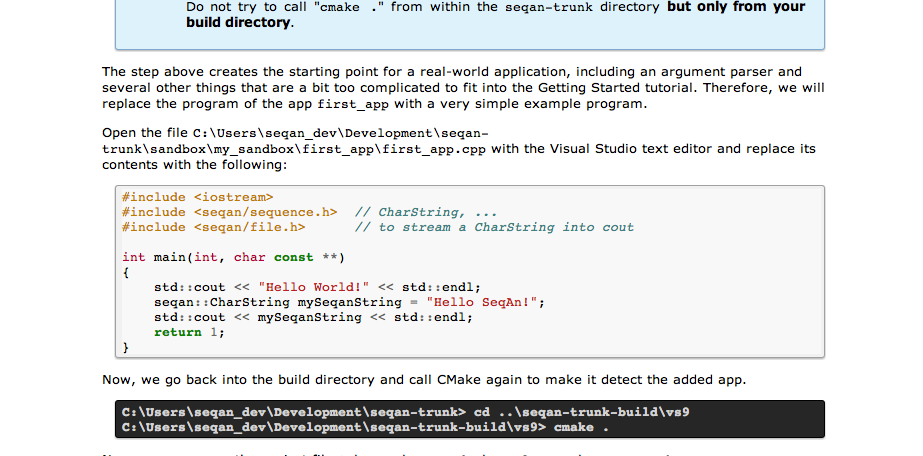 Do not try to call "cmake ." from within the seqan-trunk directory but only from your
build directory.
The step above creates the starting point for a real-world application, including an argument parser and
several other things that are a bit too complicated to fit into the Getting Started tutorial. Therefore, we will
replace the program of the app first_app with a very simple example program.
Open the file C:\Users\seqan_dev\Development\seqan-
trunk\sandbox\my_sandbox\first_app\first_app.cpp with the Visual Studio text editor and replace its
contents with the following:
#include <iostream>
#include <seqan/sequence.h>  // CharString, ...
#include <seqan/file.h>      // to stream a CharString into cout
int main(int, char const **)
{
    std::cout << "Hello World!" << std::endl;
    seqan::CharString mySeqanString = "Hello SeqAn!";
    std::cout << mySeqanString << std::endl;
    return 1;
}
Now, we go back into the build directory and call CMake again to make it detect the added app.
C:\Users\seqan_dev\Development\seqan-trunk> cd ..\seqan-trunk-build\vs9
C:\Users\seqan_dev\Development\seqan-trunk-build\vs9> cmake .